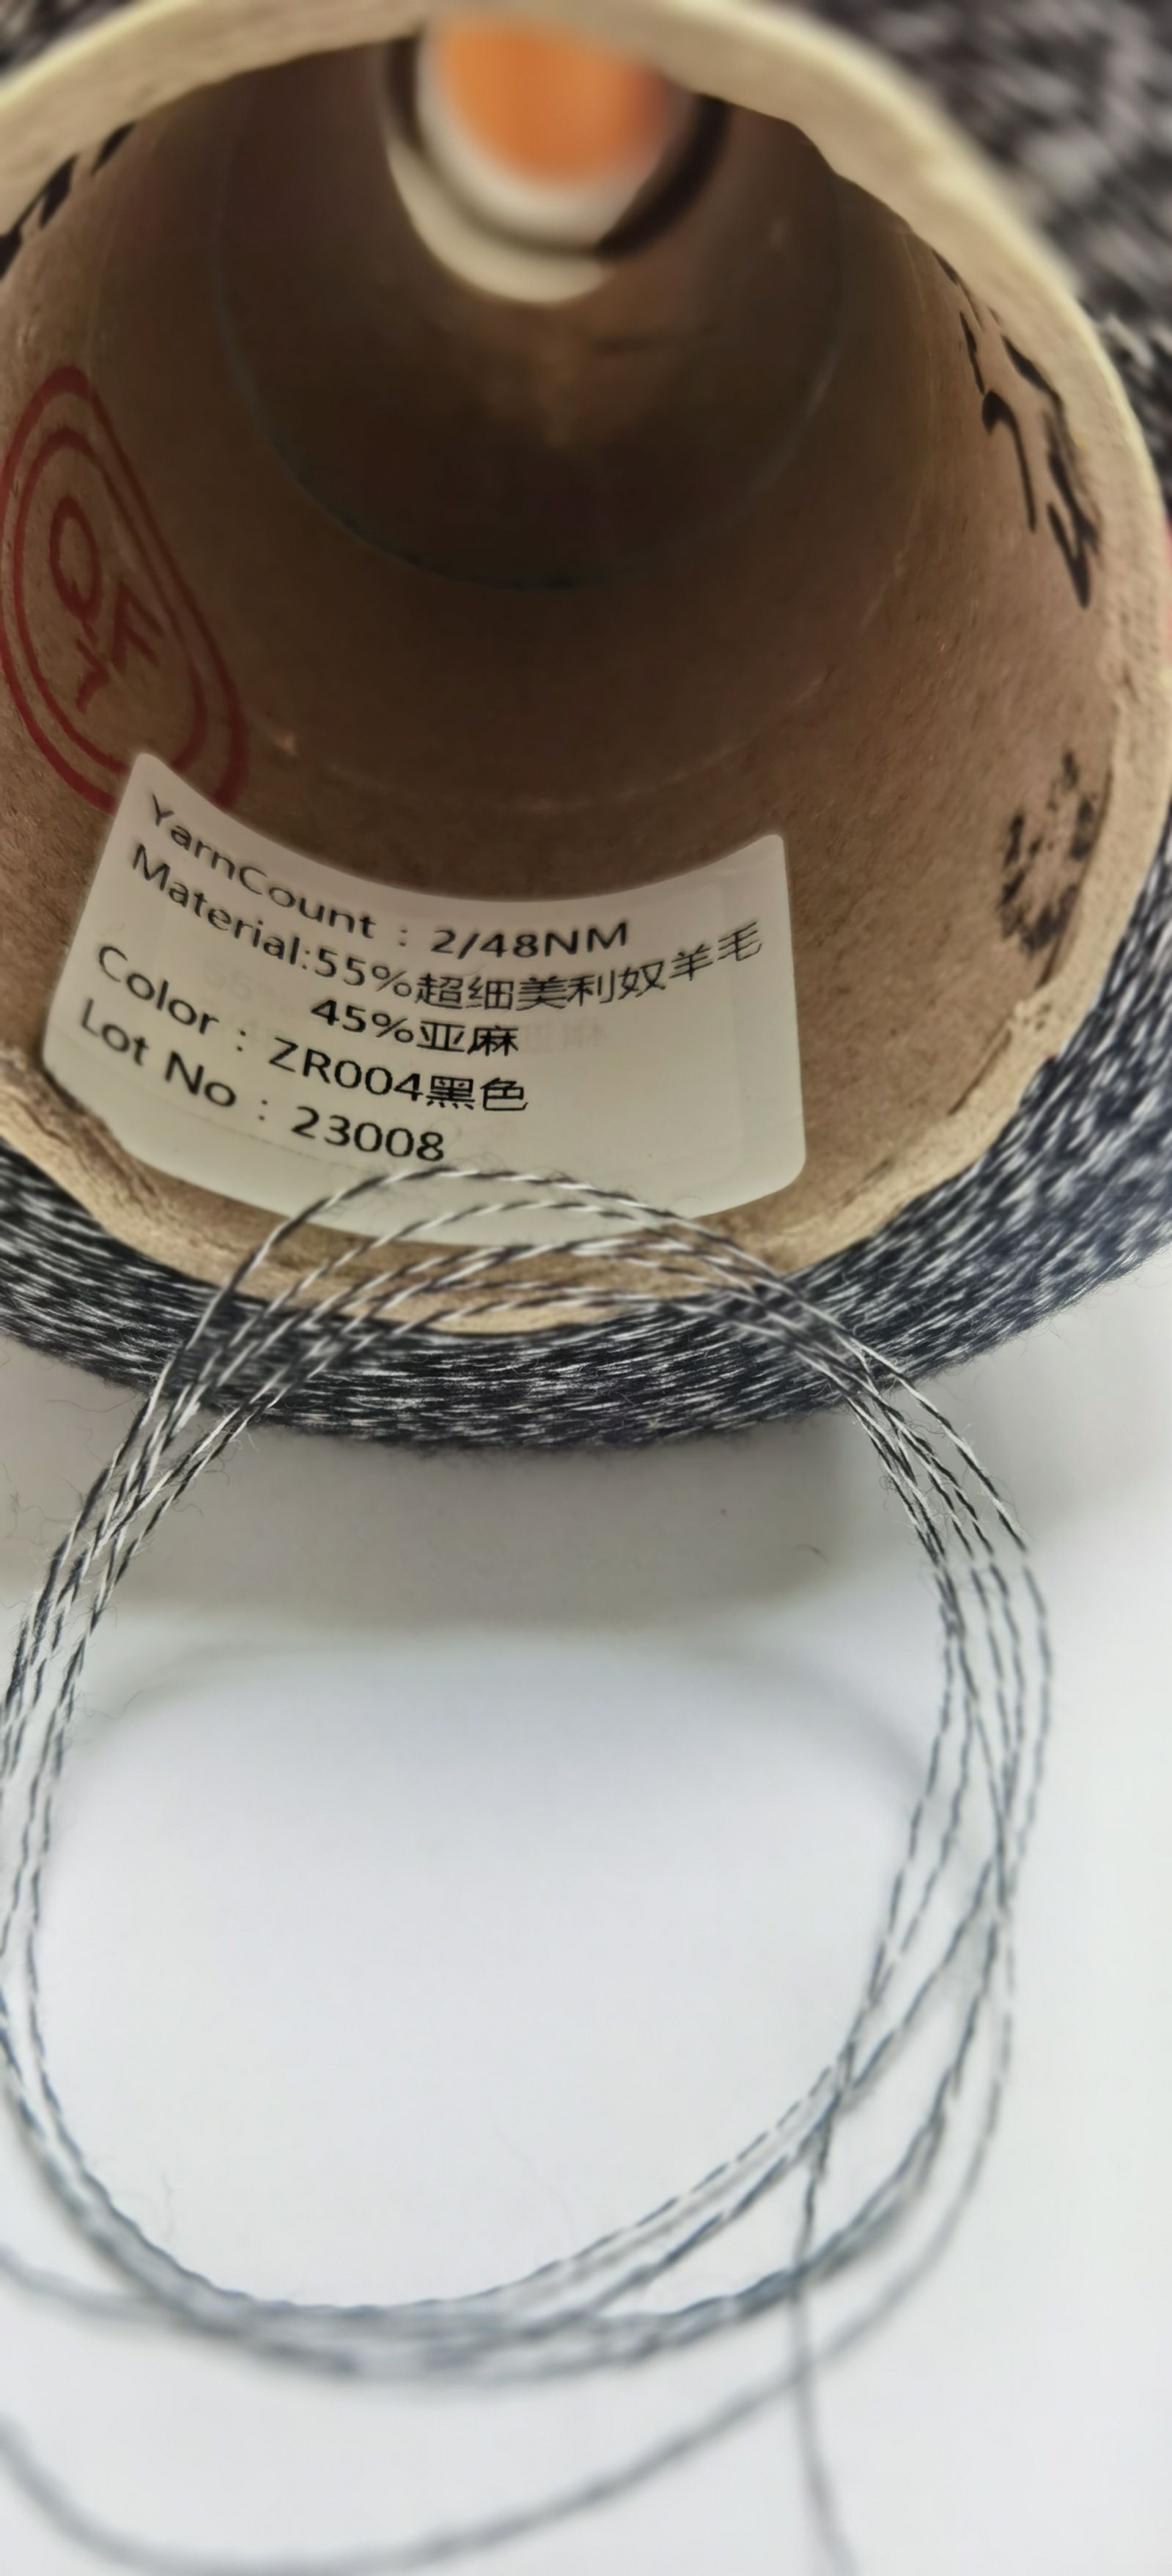 YarnCount : 2/48NM
Material:55%超细美利奴羊毛
45%亚麻
Color : ZR004黑色
Lot No : 23008